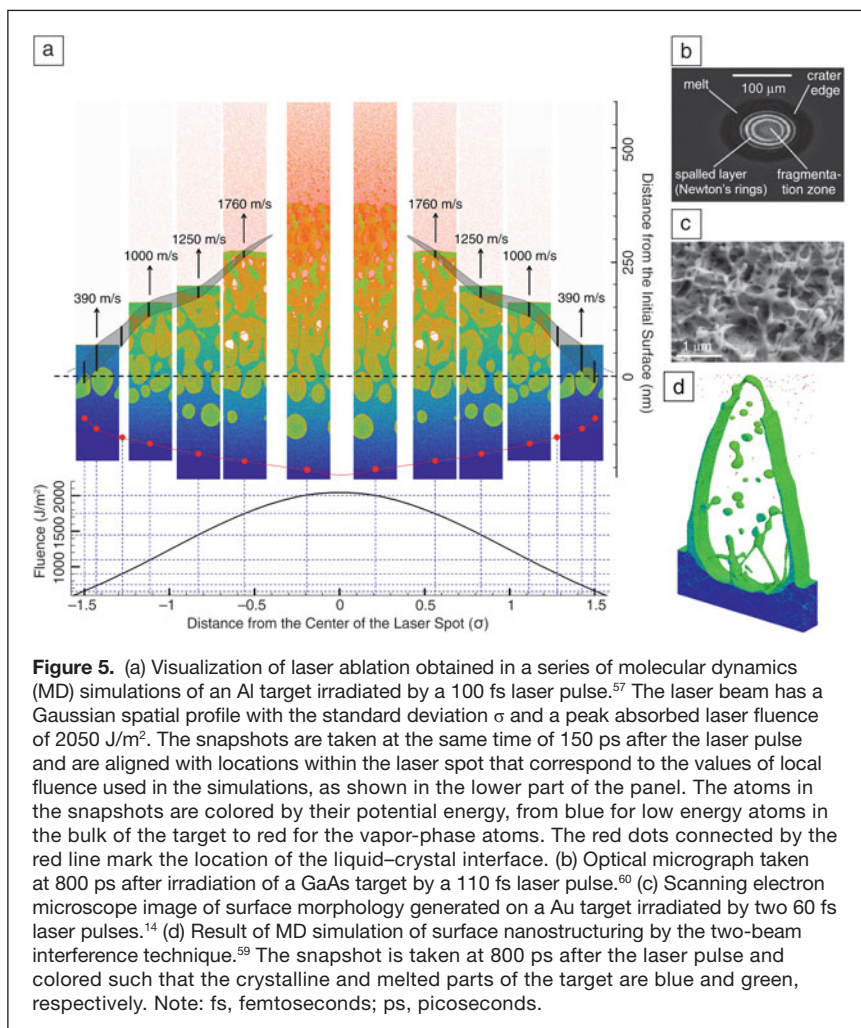 a
1760 m/s
1760 m/s
1250 m/s
1250 m/s
1000 m/s
1000 m/s
390 m/s
390 m/s
500
250
0
Distance from the Initial Surface (nm)
Fluence (J/m²)
2000
1500
1000
−1.5
−1
−0.5
0
0.5
1
1.5
Distance from the Center of the Laser Spot (σ)
b
100 μm
melt
crater
edge
spalled layer
(Newton's rings)
fragmenta-
tion zone
c
1 μm
d
Figure 5. (a) Visualization of laser ablation obtained in a series of molecular dynamics
(MD) simulations of an Al target irradiated by a 100 fs laser pulse.⁵⁷ The laser beam has a
Gaussian spatial profile with the standard deviation σ and a peak absorbed laser fluence
of 2050 J/m². The snapshots are taken at the same time of 150 ps after the laser pulse
and are aligned with locations within the laser spot that correspond to the values of local
fluence used in the simulations, as shown in the lower part of the panel. The atoms in
the snapshots are colored by their potential energy, from blue for low energy atoms in
the bulk of the target to red for the vapor-phase atoms. The red dots connected by the
red line mark the location of the liquid–crystal interface. (b) Optical micrograph taken
at 800 ps after irradiation of a GaAs target by a 110 fs laser pulse.⁶⁰ (c) Scanning electron
microscope image of surface morphology generated on a Au target irradiated by two 60 fs
laser pulses.¹⁴ (d) Result of MD simulation of surface nanostructuring by the two-beam
interference technique.⁵⁹ The snapshot is taken at 800 ps after the laser pulse and
colored such that the crystalline and melted parts of the target are blue and green,
respectively. Note: fs, femtoseconds; ps, picoseconds.